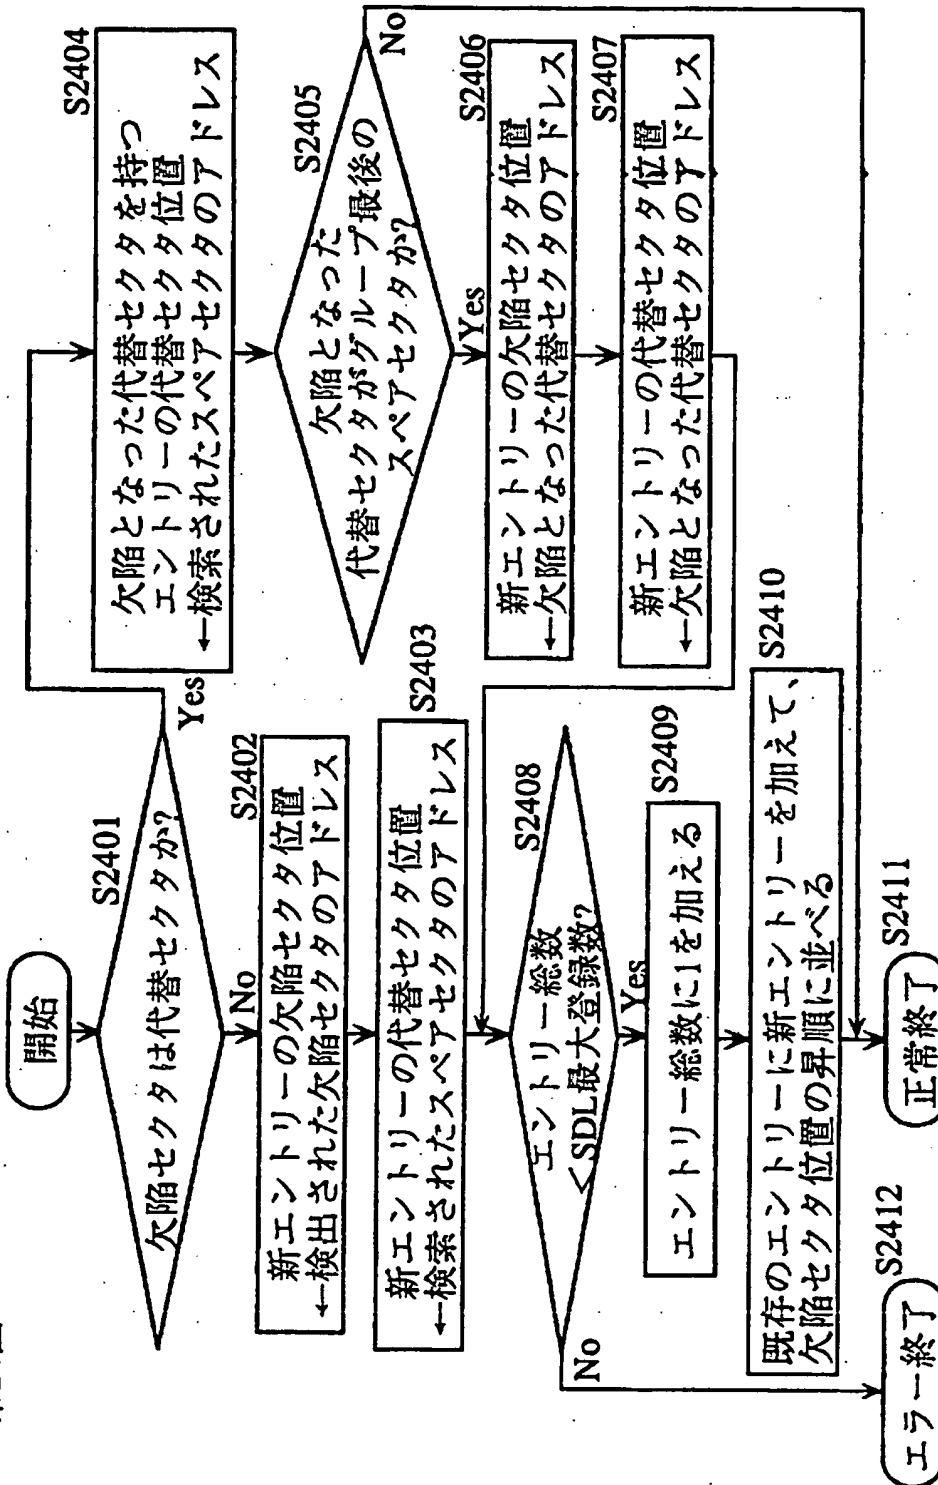 開始
S2401
欠陥セクタは代替セクタか?
Yes
No
S2402
新エントリーの欠陥セクタ位置
←検出された欠陥セクタのアドレス
S2403
新エントリーの代替セクタ位置
←検索されたスペアセクタのアドレス
S2404
欠陥となった代替セクタを持つ
エントリーの代替セクタ位置
←検索されたスペアセクタのアドレス
S2405
欠陥となった
代替セクタがグループ最後の
スペアセクタか?
No
Yes
S2406
新エントリーの欠陥セクタ位置
←欠陥となった代替セクタのアドレス
S2407
新エントリーの代替セクタ位置
←欠陥となった代替セクタのアドレス
S2408
エントリー総数
<SDL最大登録数?
No
Yes
S2409
エントリー総数に1を加える
S2410
既存のエントリーに新エントリーを加えて、
欠陥セクタ位置の昇順に並べる
S2411
正常終了
S2412
エラー終了